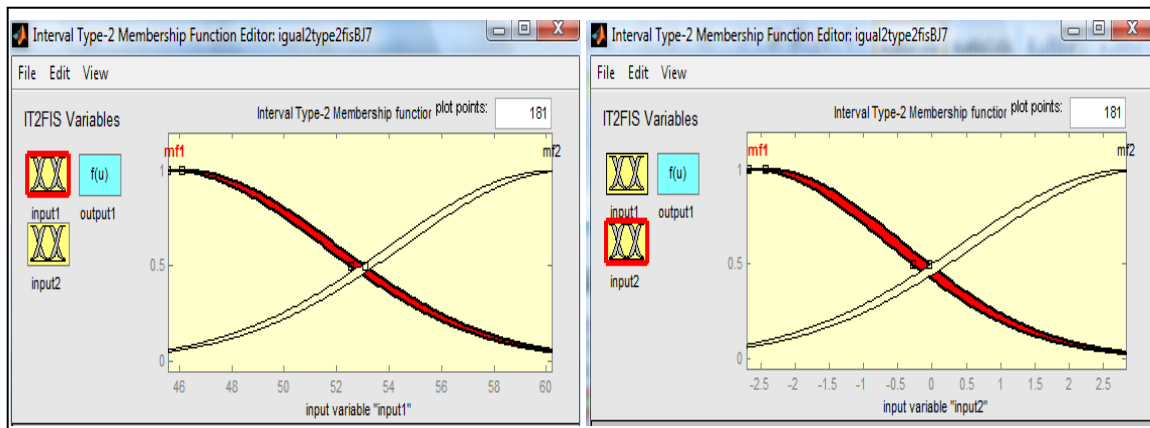 Interval Type-2 Membership Function Editor: igual2type2fisBJ7
File Edit View
IT2FIS Variables
Interval Type-2 Membership function plot points: 181
f(u)
input1 output1
input2
mf1 mf2
1
0.5
0
46 48 50 52 54 56 58 60
input variable "input1"
Interval Type-2 Membership Function Editor: igual2type2fisBJ7
File Edit View
IT2FIS Variables
Interval Type-2 Membership function plot points: 181
f(u)
input1 output1
input2
mf1 mf2
1
0.5
0
-2.5 -2 -1.5 -1 -0.5 0 0.5 1 1.5 2 2.5
input variable "input2"